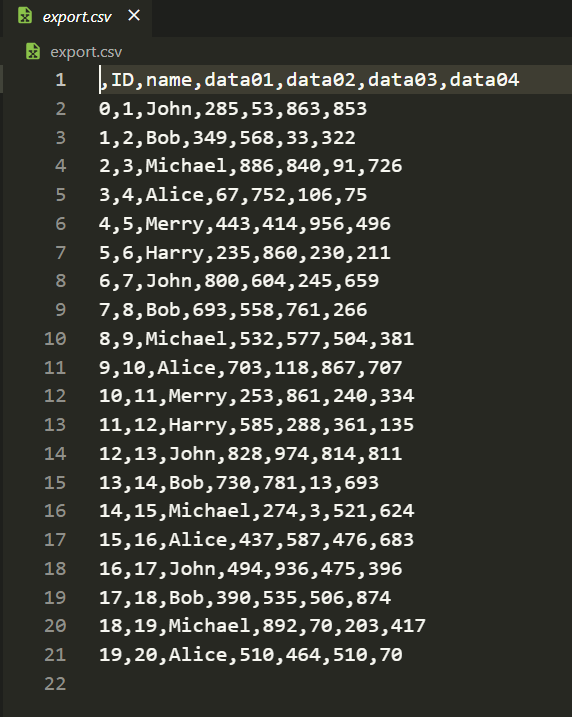 export.csv ×
export.csv
1 ,ID,name,data01,data02,data03,data04
2 0,1,John,285,53,863,853
3 1,2,Bob,349,568,33,322
4 2,3,Michael,886,840,91,726
5 3,4,Alice,67,752,106,75
6 4,5,Merry,443,414,956,496
7 5,6,Harry,235,860,230,211
8 6,7,John,800,604,245,659
9 7,8,Bob,693,558,761,266
10 8,9,Michael,532,577,504,381
11 9,10,Alice,703,118,867,707
12 10,11,Merry,253,861,240,334
13 11,12,Harry,585,288,361,135
14 12,13,John,828,974,814,811
15 13,14,Bob,730,781,13,693
16 14,15,Michael,274,3,521,624
17 15,16,Alice,437,587,476,683
18 16,17,John,494,936,475,396
19 17,18,Bob,390,535,506,874
20 18,19,Michael,892,70,203,417
21 19,20,Alice,510,464,510,70
22